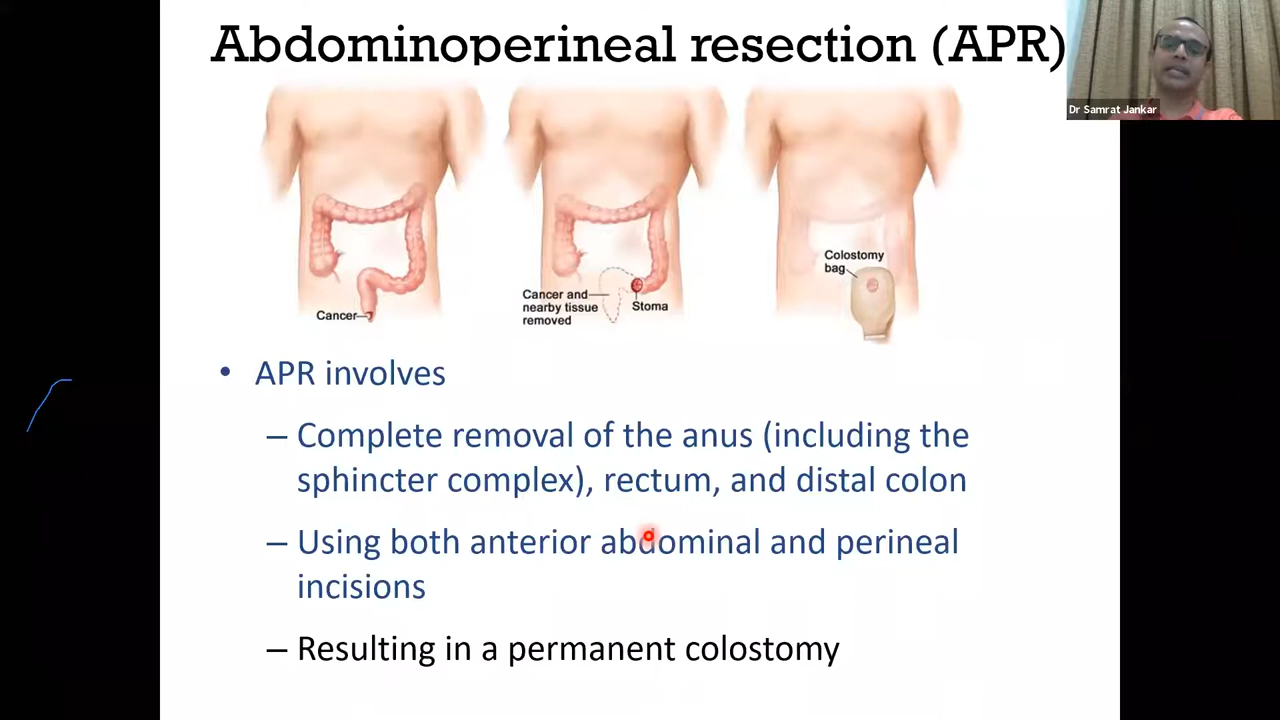 Abdominoperineal resection (APR)
Dr Samrat Jankar
Cancer
Cancer and
nearby tissue
removed
Stoma
Colostomy
bag
• APR involves
– Complete removal of the anus (including the
sphincter complex), rectum, and distal colon
– Using both anterior abdominal and perineal
incisions
– Resulting in a permanent colostomy